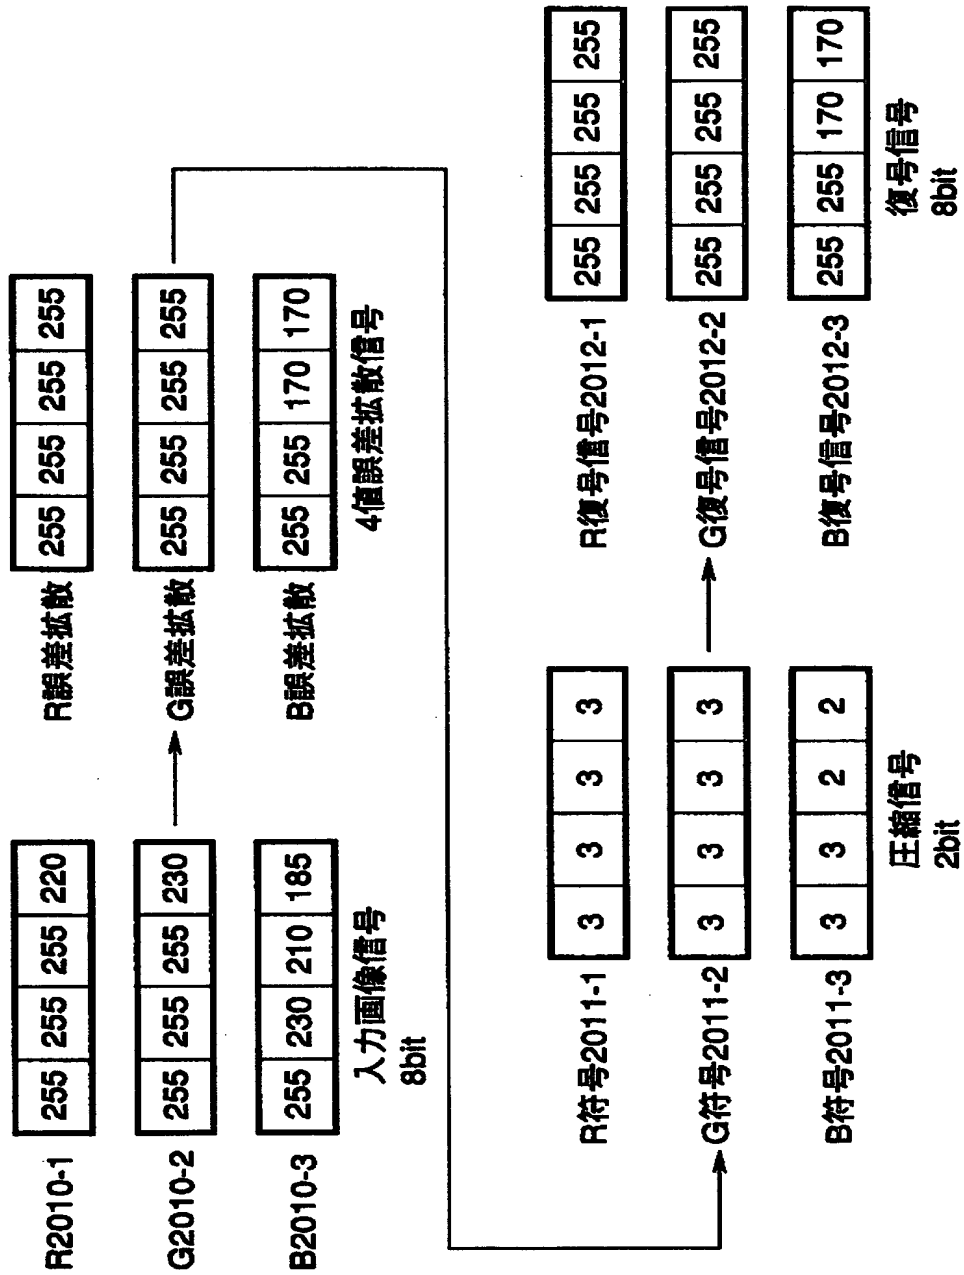 R2010-1 255 255 255 220
G2010-2 255 255 255 230
B2010-3 255 230 210 185
入力画像信号
8bit
R誤差拡散 255 255 255 255
G誤差拡散 255 255 255 255
B誤差拡散 255 255 170 170
4値誤差拡散信号
R符号2011-1 3 3 3 3
G符号2011-2 3 3 3 3
B符号2011-3 3 3 2 2
圧縮信号
2bit
R復号信号2012-1 255 255 255 255
G復号信号2012-2 255 255 255 255
B復号信号2012-3 255 255 170 170
復号信号
8bit